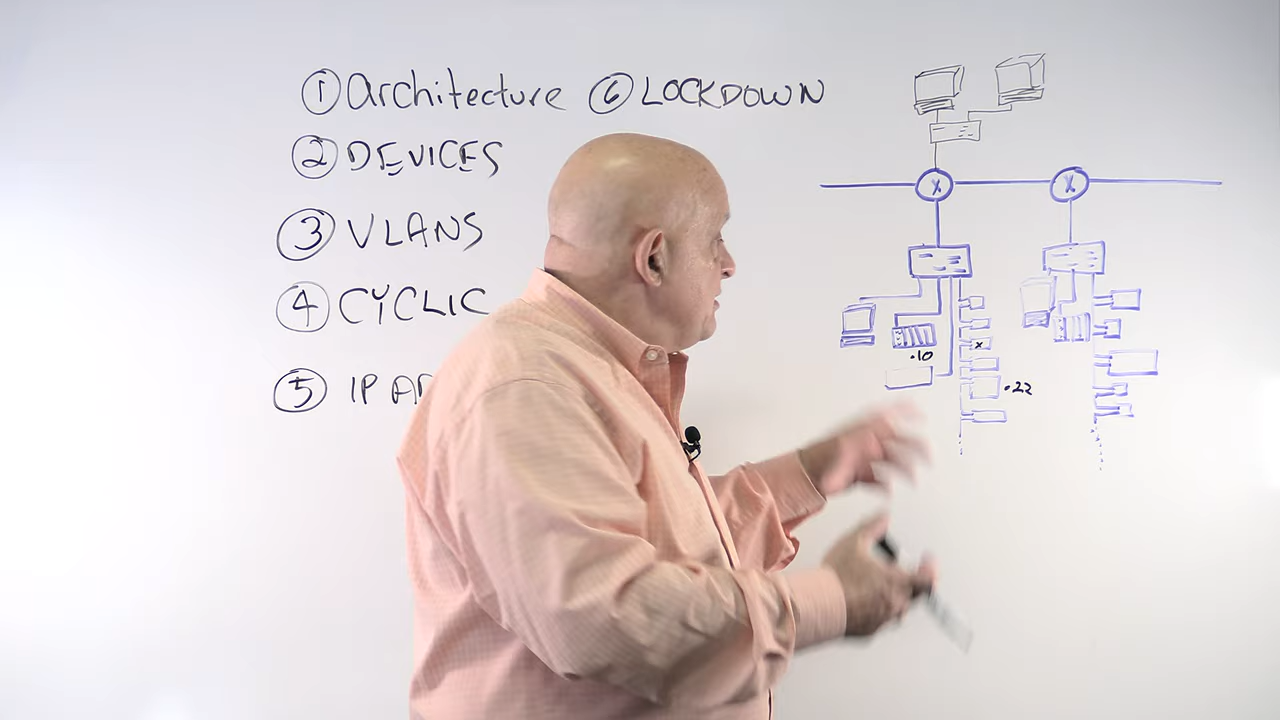 ① Architecture ⑥ LOCKDOWN
② DEVICES
③ VLANS
④ CYCLIC
⑤ IP
X X
.10
x
.22